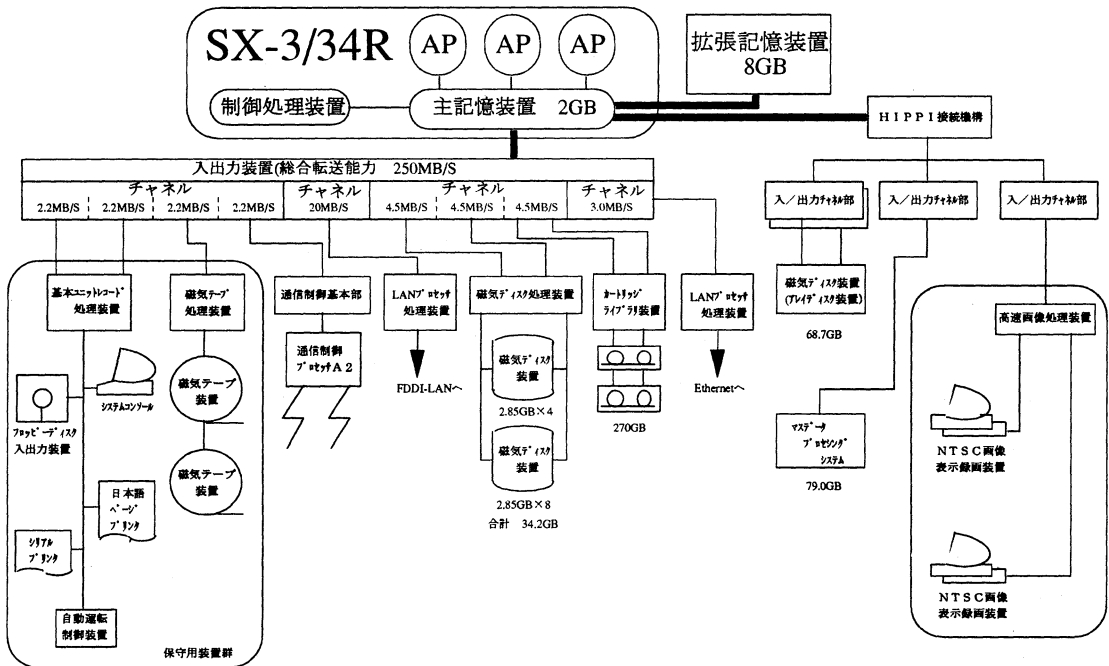 SX-3/34R
AP
AP
AP
制御処理装置
主記憶装置 2GB
拡張記憶装置
8GB
HIPPI接続機構
入出力装置(総合転送能力 250MB/S
チャネル
チャネル
チャネル
チャネル
2.2MB/S
2.2MB/S
2.2MB/S
2.2MB/S
20MB/S
4.5MB/S
4.5MB/S
4.5MB/S
3.0MB/S
入/出力チャネル部
入/出力チャネル部
入/出力チャネル部
基本ユニットレコード
処理装置
磁気テープ
処理装置
通信制御基本部
LANプロセッサ
処理装置
磁気ディスク処理装置
カートリッジ
ライブラリ装置
LANプロセッサ
処理装置
磁気ディスク装置
(アレイディスク装置)
68.7GB
高速画像処理装置
システムコンソール
フロッピーディスク
入出力装置
磁気テープ
装置
磁気テープ
装置
通信制御
プロセッサA2
FDDI-LANへ
磁気ディスク
装置
2.85GB×4
磁気ディスク
装置
2.85GB×8
合計 34.2GB
270GB
Ethernetへ
マスデータ
プロセシング
システム
79.0GB
NTSC画像
表示録画装置
NTSC画像
表示録画装置
日本語
ページ
プリンタ
シリアル
プリンタ
自動運転
制御装置
保守用装置群